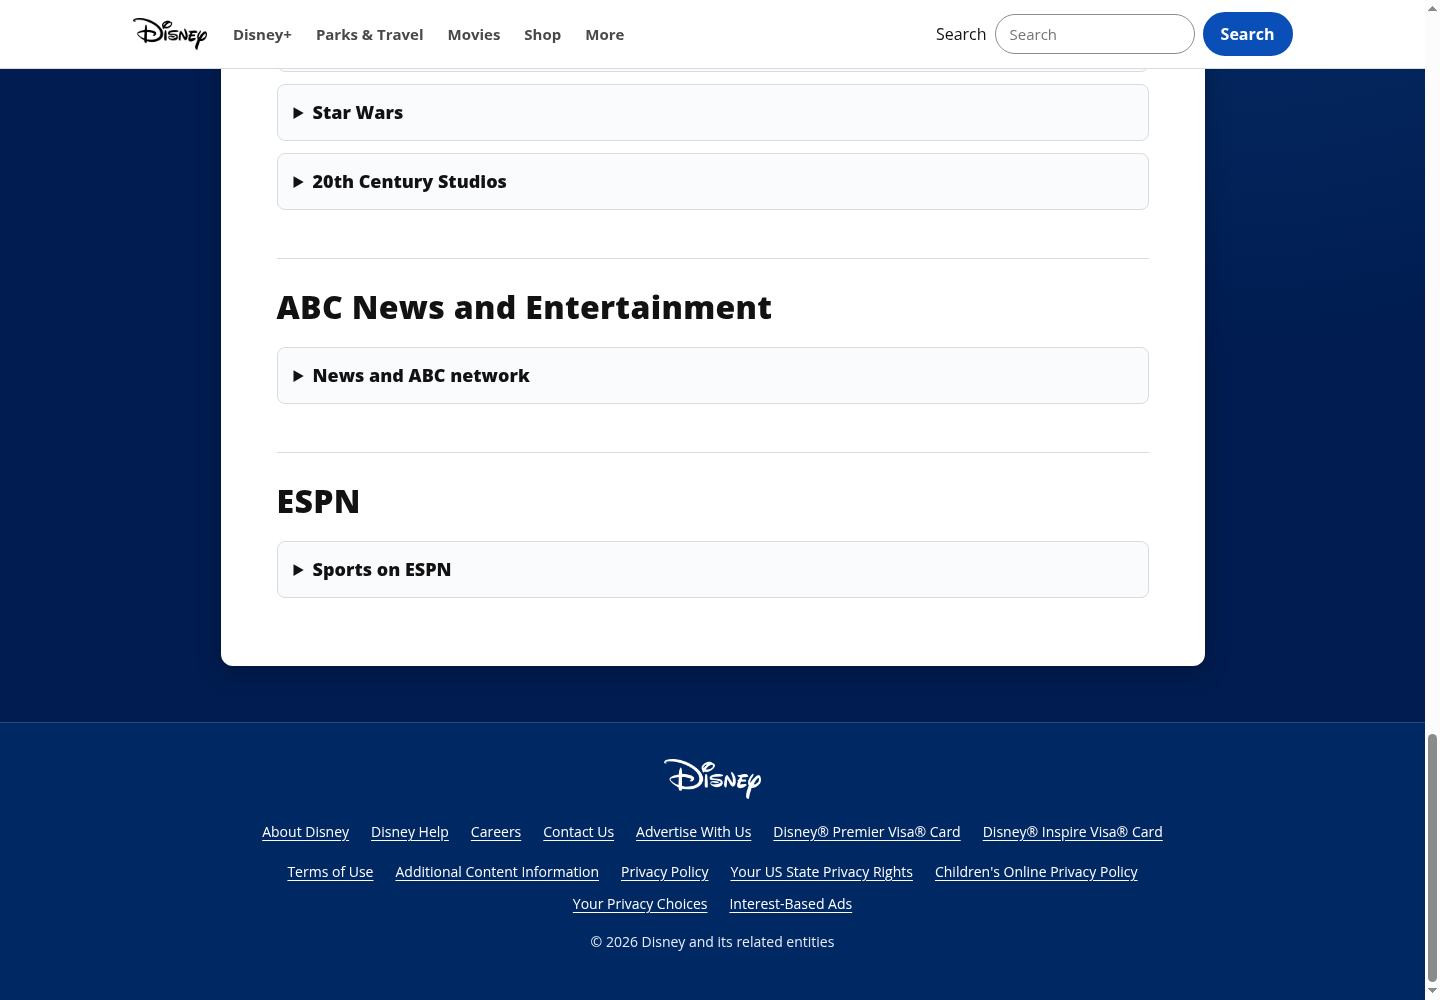 Disney Disney+ Parks & Travel Movies Shop More Search Search Search
Star Wars
20th Century Studios
ABC News and Entertainment
News and ABC network
ESPN
Sports on ESPN
Disney
About Disney Disney Help Careers Contact Us Advertise With Us Disney® Premier Visa® Card Disney® Inspire Visa® Card
Terms of Use Additional Content Information Privacy Policy Your US State Privacy Rights Children's Online Privacy Policy
Your Privacy Choices Interest-Based Ads
© 2026 Disney and its related entities